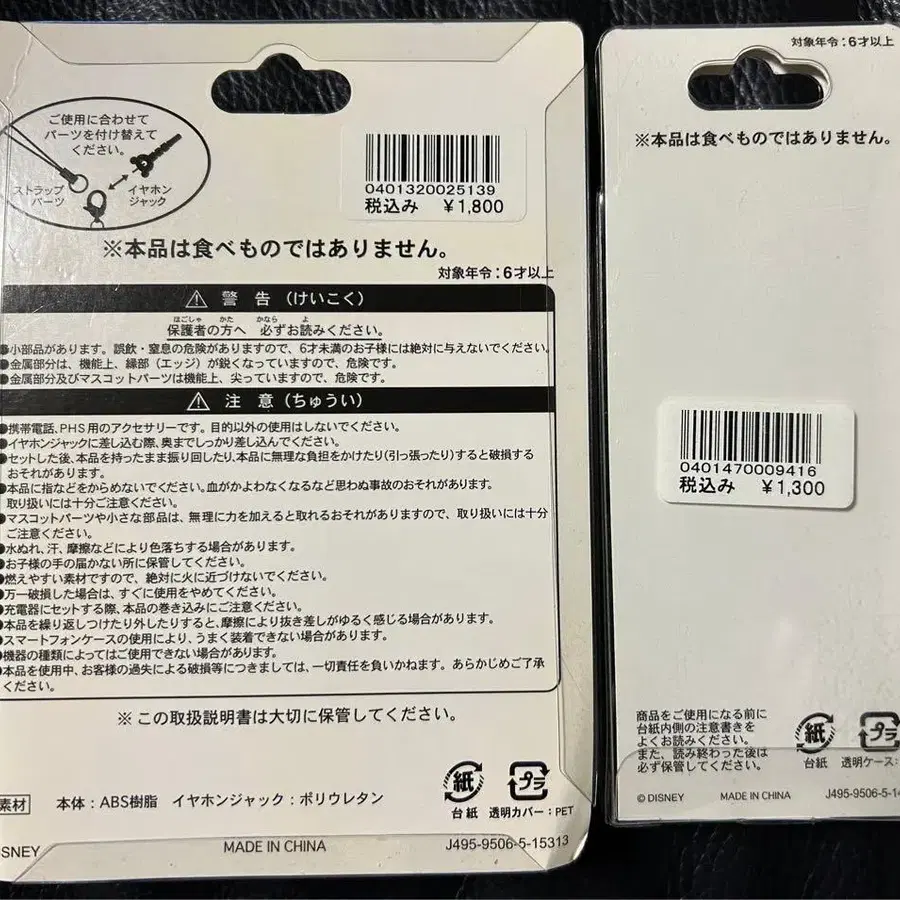 ご使用に合わせて
パーツを付け替えて
ください。
ストラップ
パーツ
イヤホン
ジャック
0401320025139
税込み ¥1,800
※本品は食べものではありません。
対象年令：6才以上
⚠ 警 告（けいこく）
ほごしゃ かた かなら よ
保護者の方へ 必ずお読みください。
●小部品があります。誤飲・窒息の危険がありますので、6才未満のお子様には絶対に与えないでください。
●金属部分は、機能上、縁部（エッジ）が鋭くなっていますので、危険です。
●金属部分及びマスコットパーツは機能上、尖っていますので、危険です。
⚠ 注 意（ちゅうい）
●携帯電話、PHS用のアクセサリーです。目的以外の使用はしないでください。
●イヤホンジャックに差し込む際、奥までしっかり差し込んでください。
●セットした後、本品を持ったまま振り回したり、本品に無理な負担をかけたり(引っ張ったり)すると破損する
おそれがあります。
●本品に指などをからめないでください。血がかよわなくなるなど思わぬ事故のおそれがあります。
取り扱いには十分ご注意ください。
●マスコットパーツや小さな部品は、無理に力を加えると取れるおそれがありますので、取り扱いには十分
ご注意ください。
●水ぬれ、汗、摩擦などにより色落ちする場合があります。
●お子様の手の届かない所に保管してください。
●燃えやすい素材ですので、絶対に火に近づけないでください。
●万一破損した場合は、すぐに使用をやめてください。
●充電器にセットする際、本品の巻き込みにご注意ください。
●本品を繰り返しつけたり外したりすると、摩擦により抜き差しがゆるく感じる場合があります。
●スマートフォンケースの使用により、うまく装着できない場合があります。
●機器の種類によってはご使用できない場合があります。
●本品を使用中、お客様の過失による破損等につきましては、一切責任を負いかねます。あらかじめご了承
ください。
※この取扱説明書は大切に保管してください。
紙 プラ
台紙 透明カバー：PET
素材 本体：ABS樹脂 イヤホンジャック：ポリウレタン
SNEY MADE IN CHINA J495-9506-5-15313
対象年令：6才以上
※本品は食べものではありません。
0401470009416
税込み ¥1,300
商品をご使用になる前に
台紙内側の注意書きを
よくお読みください。
また、読み終わった後は
必ず保管してください。
紙 プラ
台紙 透明ケース：
© DISNEY MADE IN CHINA J495-9506-5-14